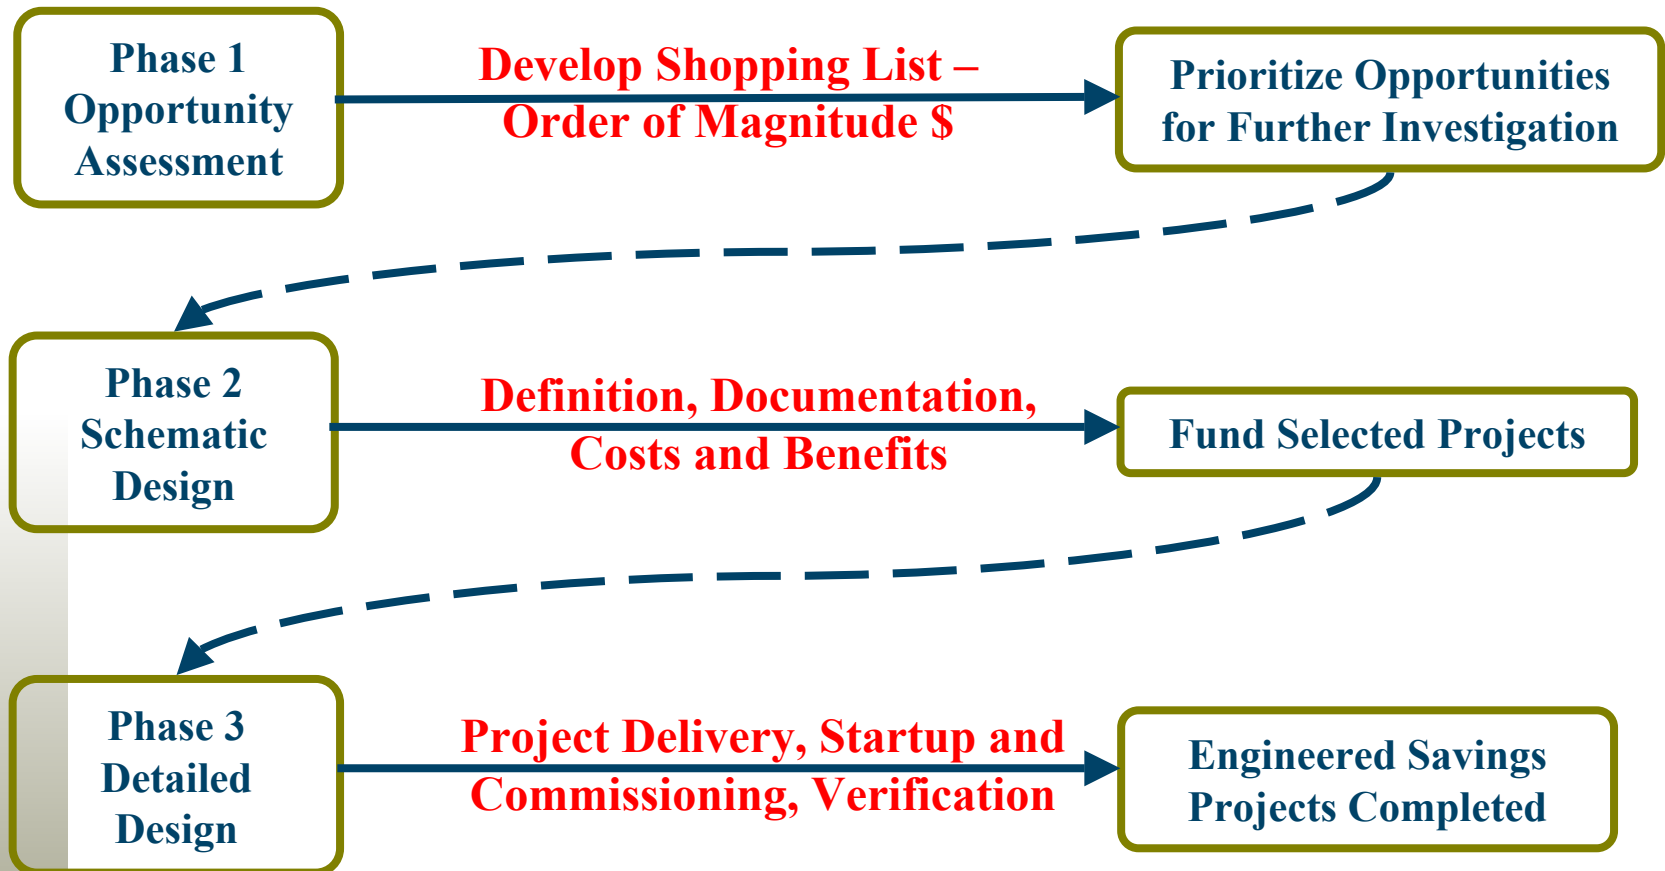 Phase 1
Opportunity
Assessment
Develop Shopping List –
Order of Magnitude $
Prioritize Opportunities
for Further Investigation
Phase 2
Schematic
Design
Definition, Documentation,
Costs and Benefits
Fund Selected Projects
Phase 3
Detailed
Design
Project Delivery, Startup and
Commissioning, Verification
Engineered Savings
Projects Completed